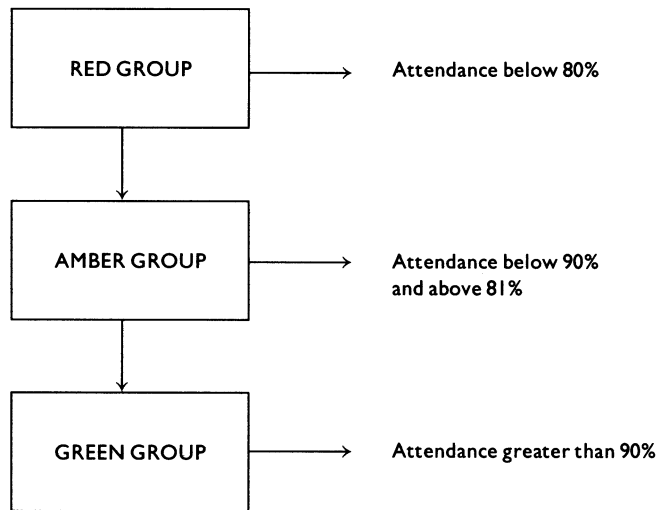 RED GROUP
Attendance below 80%
AMBER GROUP
Attendance below 90%
and above 81%
GREEN GROUP
Attendance greater than 90%